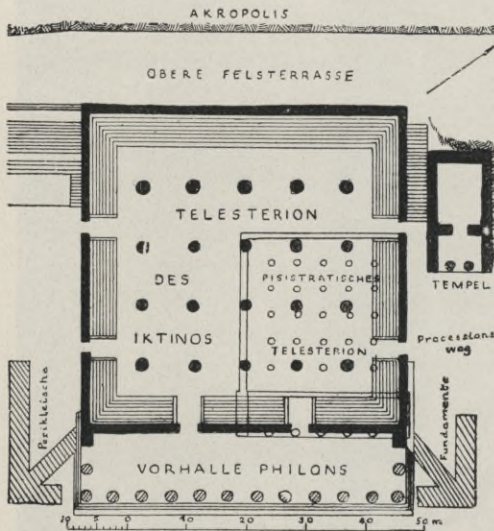 AKROPOLIS
OBERE FELSTERRASSE
TELESTERION
DES
PISISTRATISCHES
TEMPEL
IKTINOS
TELESTERION
Processions
weg
Perikleische
Fundamente
VORHALLE PHILONS
10 5 0 10 20 30 40 50 m.